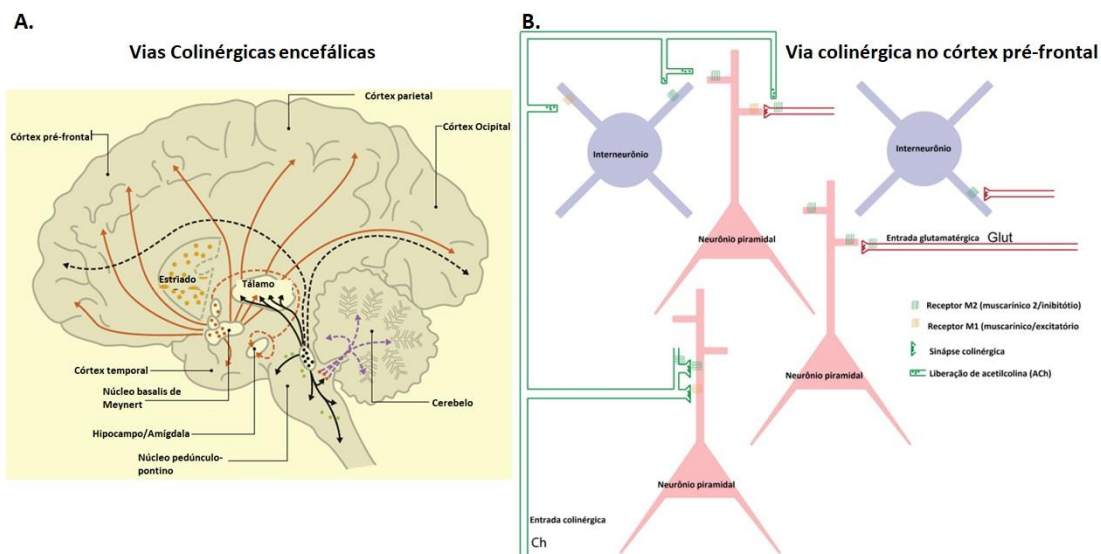 A.
Vias Colinérgicas encefálicas
Córtex parietal
Córtex pré-frontal
Córtex Ocipital
Estriado
Tálamo
Córtex temporal
Núcleo basalis de
Meynert
Cerebelo
Hipocampo/Amígdala
Núcleo pedúnculo-
pontino
B.
Via colinérgica no córtex pré-frontal
Interneurônio
Interneurônio
Neurônio piramidal
Entrada glutamatérgica Glut
Receptor M2 (muscarínico 2/inibitótio)
Receptor M1 (muscarínico/excitatório
Sinápse colinérgica
Liberação de acetilcolina (ACh)
Neurônio piramidal
Neurônio piramidal
Entrada colinérgica
Ch